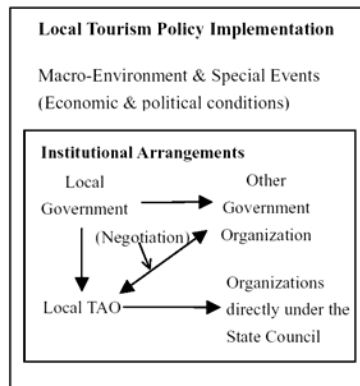 Local Tourism Policy Implementation
Macro-Environment & Special Events
(Economic & political conditions)
Institutional Arrangements
Local
Government
Other
Government
Organization
(Negotiation)
Local TAO
Organizations
directly under the
State Council